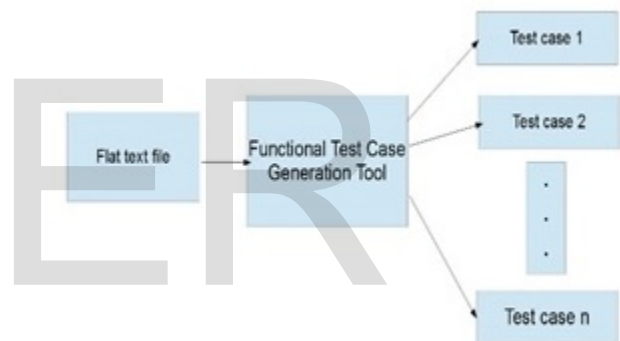 Test case 1
Flat text file
Functional Test Case
Generation Tool
Test case 2
Test case n
ER